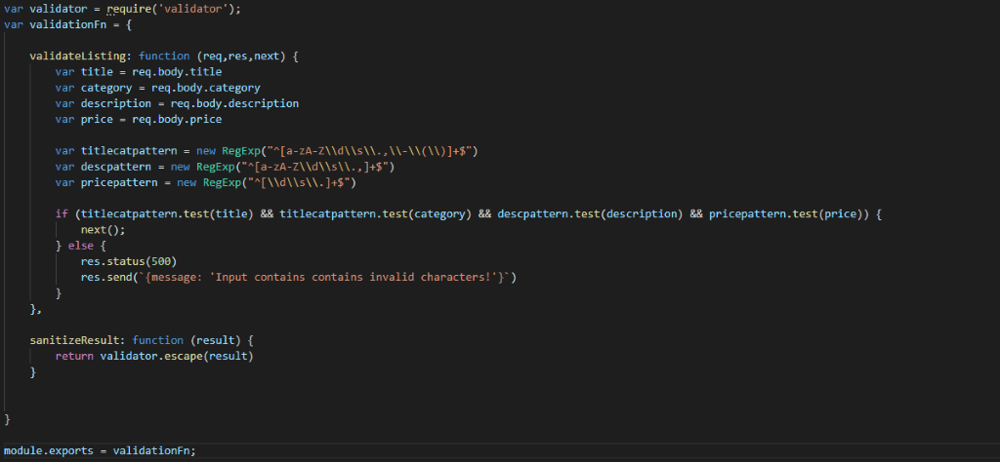 var validator = require('validator');
var validationFn = {
validateListing: function (req,res,next) {
var title = req.body.title
var category = req.body.category
var description = req.body.description
var price = req.body.price
var titlecatpattern = new RegExp("^[a-zA-Z\\d\\s\\.,\\-\\(\\)]+$")
var descpattern = new RegExp("^[a-zA-Z\\d\\s\\.,]+$")
var pricepattern = new RegExp("^[\\d\\s\\.]+$")
if (titlecatpattern.test(title) && titlecatpattern.test(category) && descpattern.test(description) && pricepattern.test(price)) {
next();
} else {
res.status(500)
res.send(`{message: 'Input contains contains invalid characters!'}`)
}
},
sanitizeResult: function (result) {
return validator.escape(result)
}
}
module.exports = validationFn;